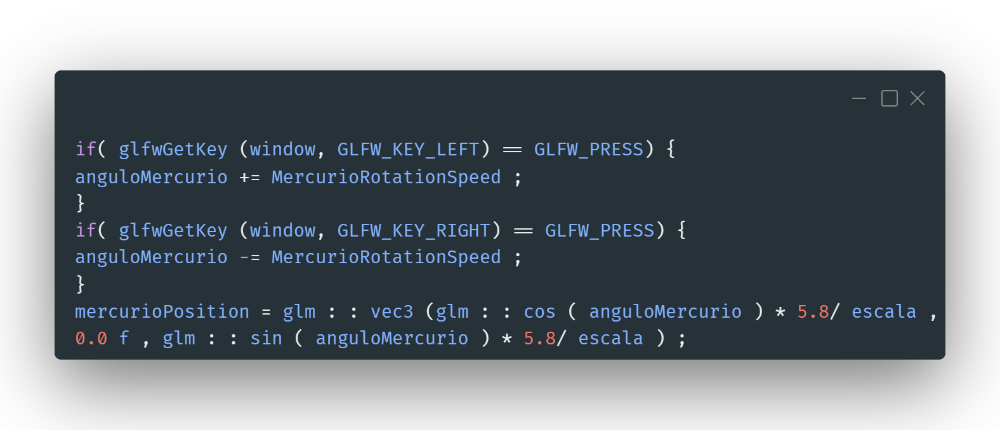 if( glfwGetKey (window, GLFW_KEY_LEFT) == GLFW_PRESS) {
anguloMercurio += MercurioRotationSpeed ;
}
if( glfwGetKey (window, GLFW_KEY_RIGHT) == GLFW_PRESS) {
anguloMercurio -= MercurioRotationSpeed ;
}
mercurioPosition = glm : : vec3 (glm : : cos ( anguloMercurio ) * 5.8/ escala ,
0.0 f , glm : : sin ( anguloMercurio ) * 5.8/ escala ) ;